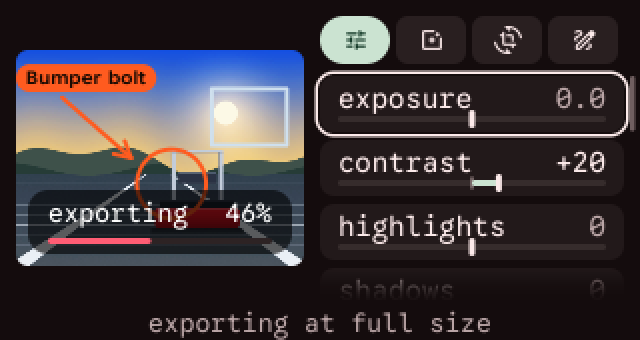 Bumper bolt
exporting 46%
exposure 0.0
contrast +20
highlights 0
shadows 0
exporting at full size